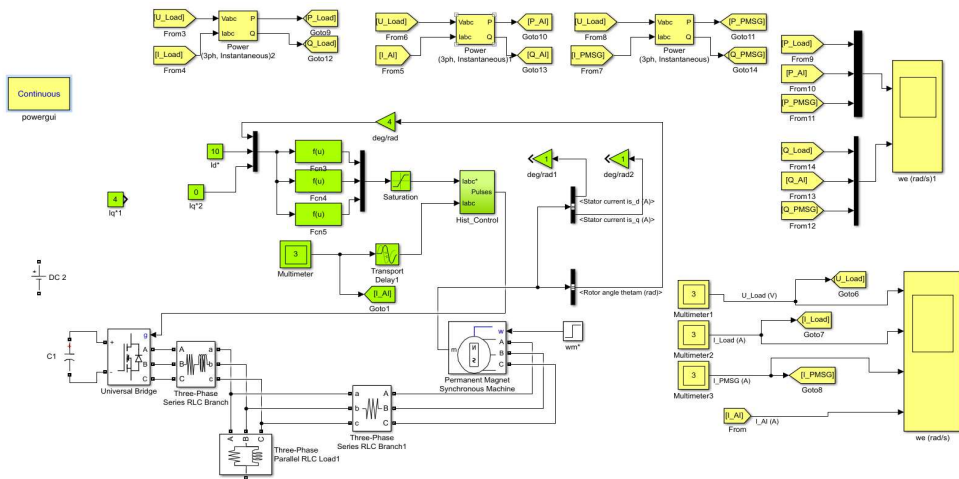 [U_Load]
From3
[I_Load]
From4
Vabc P
Iabc Q
Power
(3ph, Instantaneous)2
[P_Load]
Goto9
[Q_Load]
Goto12
[U_Load]
From6
[I_AI]
From5
Vabc P
Iabc Q
Power
(3ph, Instantaneous)1
[P_AI]
Goto10
[Q_AI]
Goto13
[U_Load]
From8
[I_PMSG]
From7
Vabc P
Iabc Q
Power
(3ph, Instantaneous)
[P_PMSG]
Goto11
[Q_PMSG]
Goto14
[P_Load]
From9
[P_AI]
From10
[P_PMSG]
From11
[Q_Load]
From14
[Q_AI]
From13
[Q_PMSG]
From12
we (rad/s)1
Continuous
powergui
4
deg/rad
10
Id*
0
Iq*2
4
Iq*1
f(u)
Fcn3
f(u)
Fcn4
f(u)
Fcn5
Saturation
Iabc*
Pulses
Iabc
Hist_Control
3
Multimeter
Transport
Delay1
[I_AI]
Goto1
1
deg/rad1
1
deg/rad2
<Stator current is_d (A)>
<Stator current is_q (A)>
<Rotor angle thetam (rad)>
DC 2
C1
+
-
g
A
B
C
Universal Bridge
A a
B b
C c
Three-Phase
Series RLC Branch
A B C
Three-Phase
Parallel RLC Load1
a A
b B
c C
Three-Phase
Series RLC Branch1
w
m
N
S
A
B
C
Permanent Magnet
Synchronous Machine
wm*
3
Multimeter1
U_Load (V)
[U_Load]
Goto6
3
Multimeter2
I_Load (A)
[I_Load]
Goto7
3
Multimeter3
I_PMSG (A)
[I_PMSG]
Goto8
[I_AI]
From
I_AI (A)
we (rad/s)